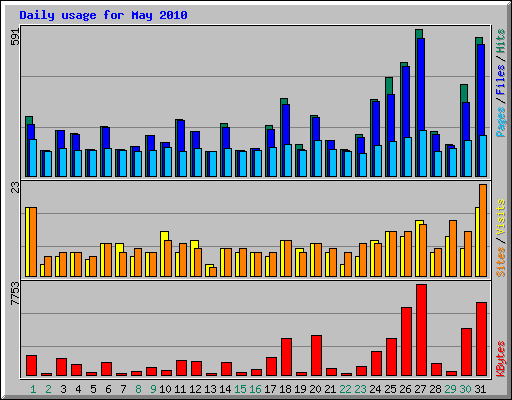 Daily usage for May 2010
591
Pages / Files / Hits
23
Sites / Visits
7753
KBytes
1 2 3 4 5 6 7 8 9 10 11 12 13 14 15 16 17 18 19 20 21 22 23 24 25 26 27 28 29 30 31